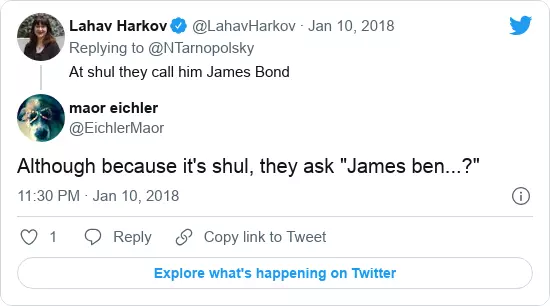 Lahav Harkov @LahavHarkov · Jan 10, 2018
Replying to @NTarnopolsky
At shul they call him James Bond
maor eichler
@EichlerMaor
Although because it's shul, they ask "James ben...?"
11:30 PM · Jan 10, 2018
1 Reply Copy link to Tweet
Explore what's happening on Twitter